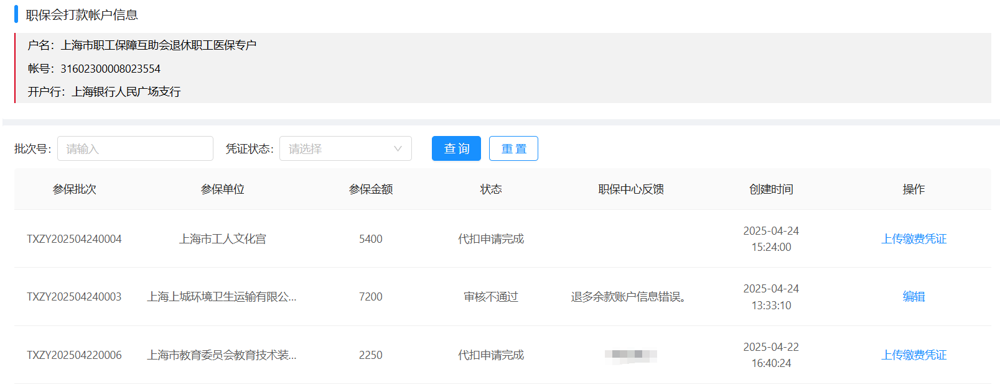 职保会打款帐户信息
户名：上海市职工保障互助会退休职工医保专户
帐号：31602300008023554
开户行：上海银行人民广场支行
批次号： 请输入 凭证状态： 请选择 查 询 重 置
参保批次 参保单位 参保金额 状态 职保中心反馈 创建时间 操作
TXZY202504240004 上海市工人文化宫 5400 代扣申请完成 2025-04-24 15:24:00 上传缴费凭证
TXZY202504240003 上海上城环境卫生运输有限公... 7200 审核不通过 退多余款账户信息错误。 2025-04-24 13:33:10 编辑
TXZY202504220006 上海市教育委员会教育技术装... 2250 代扣申请完成 2025-04-22 16:40:24 上传缴费凭证